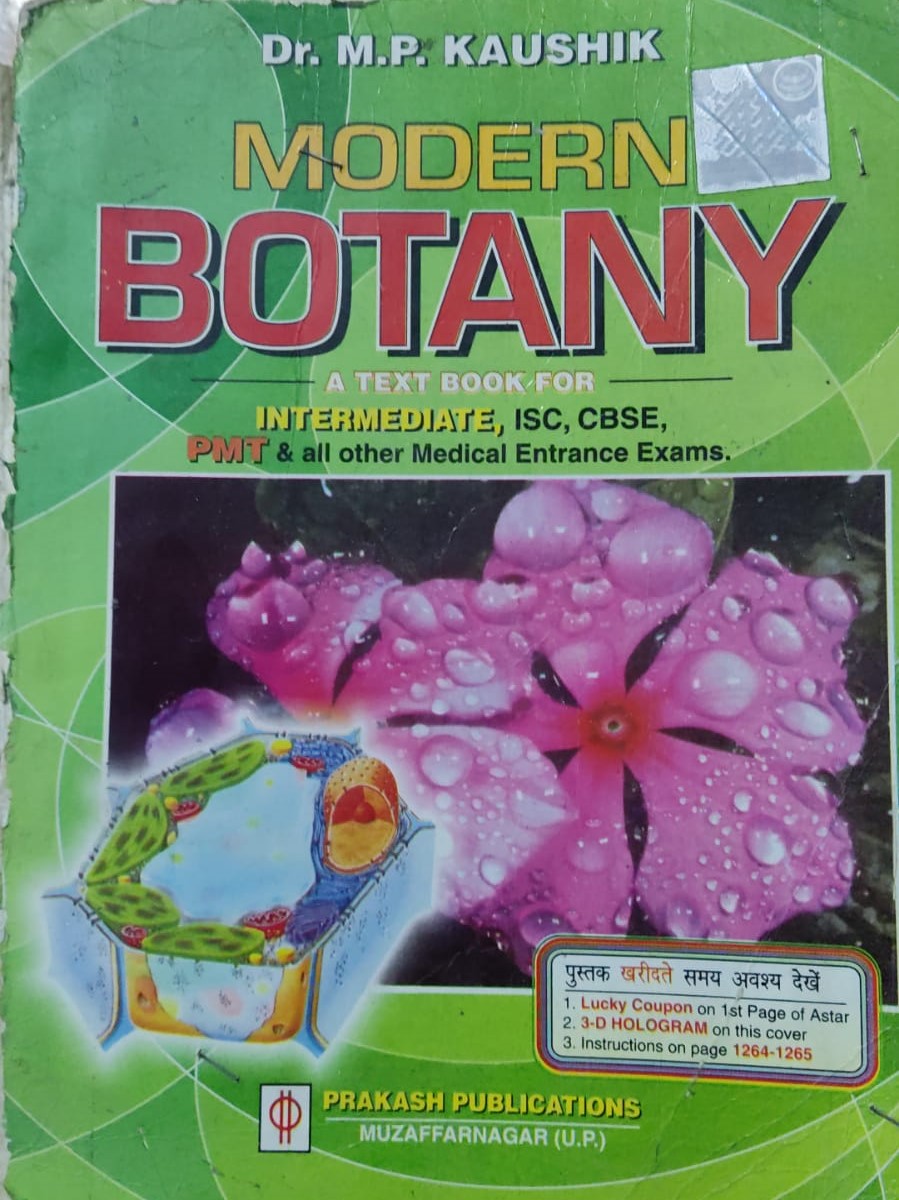 Dr. M.P. KAUSHIK
MODERN
BOTANY
A TEXT BOOK FOR
INTERMEDIATE, ISC, CBSE,
PMT & all other Medical Entrance Exams.
पुस्तक खरीदते समय अवश्य देखें
1. Lucky Coupon on 1st Page of Astar
2. 3-D HOLOGRAM on this cover
3. Instructions on page 1264-1265
PRAKASH PUBLICATIONS
MUZAFFARNAGAR (U.P.)